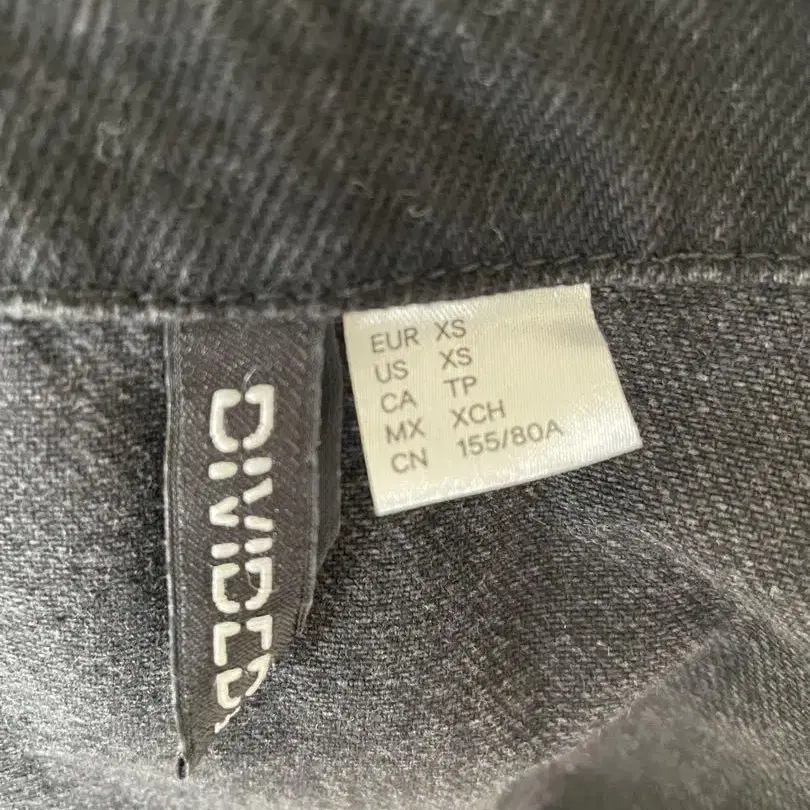 DIVIDED
EUR XS
US XS
CA TP
MX XCH
CN 155/80A